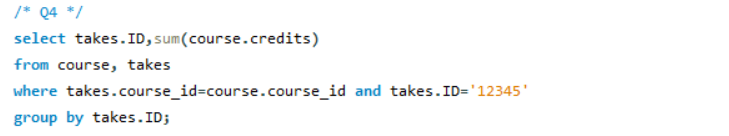 /* Q4 */
select takes.ID,sum(course.credits)
from course, takes
where takes.course_id=course.course_id and takes.ID='12345'
group by takes.ID;